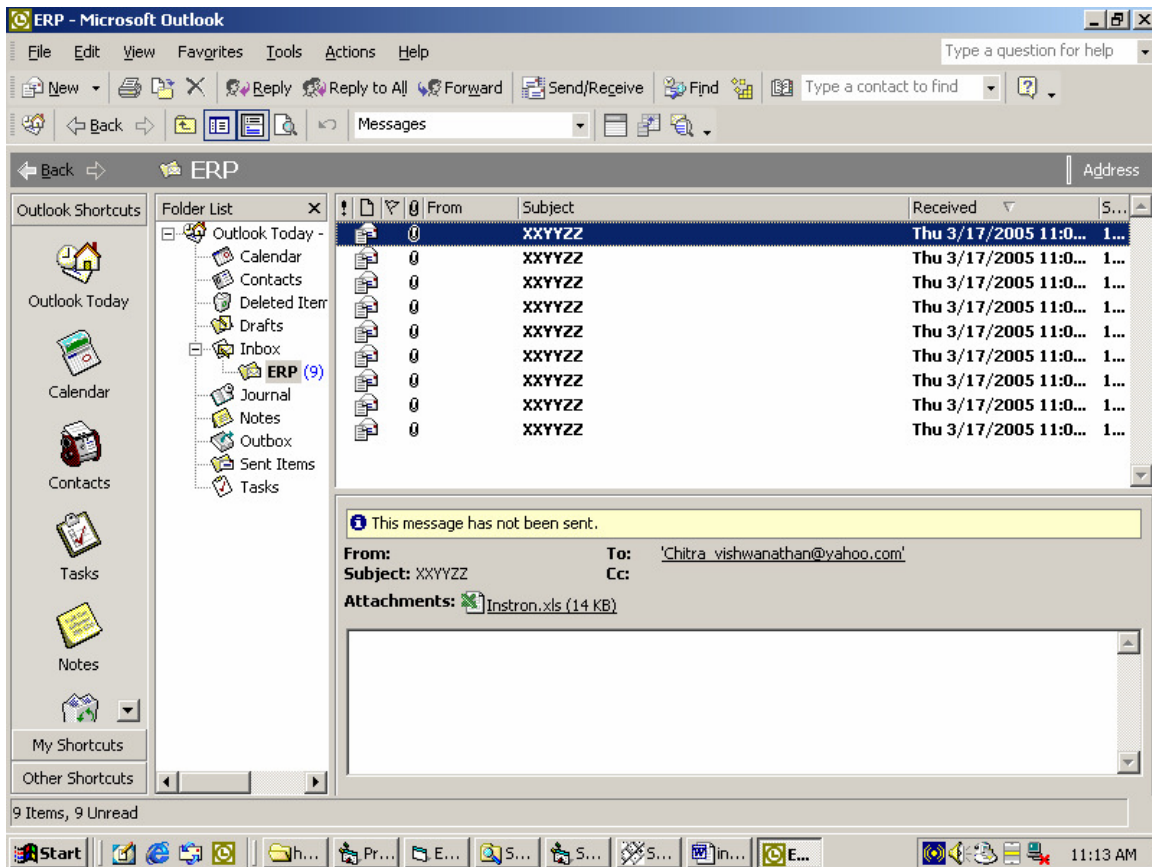 ERP - Microsoft Outlook
File Edit View Favorites Tools Actions Help Type a question for help
New Reply Reply to All Forward Send/Receive Find Type a contact to find
Back Messages
Back ERP Address
Outlook Shortcuts
Outlook Today
Calendar
Contacts
Tasks
Notes
My Shortcuts
Other Shortcuts
Folder List X
Outlook Today -
Calendar
Contacts
Deleted Item
Drafts
Inbox
ERP (9)
Journal
Notes
Outbox
Sent Items
Tasks
! From Subject Received S...
XXYYZZ Thu 3/17/2005 11:0... 1...
XXYYZZ Thu 3/17/2005 11:0... 1...
XXYYZZ Thu 3/17/2005 11:0... 1...
XXYYZZ Thu 3/17/2005 11:0... 1...
XXYYZZ Thu 3/17/2005 11:0... 1...
XXYYZZ Thu 3/17/2005 11:0... 1...
XXYYZZ Thu 3/17/2005 11:0... 1...
XXYYZZ Thu 3/17/2005 11:0... 1...
XXYYZZ Thu 3/17/2005 11:0... 1...
This message has not been sent.
From: To: 'Chitra_vishwanathan@yahoo.com'
Subject: XXYYZZ Cc:
Attachments: Instron.xls (14 KB)
9 Items, 9 Unread
Start h... Pr... E... S... S... S... in... E... 11:13 AM